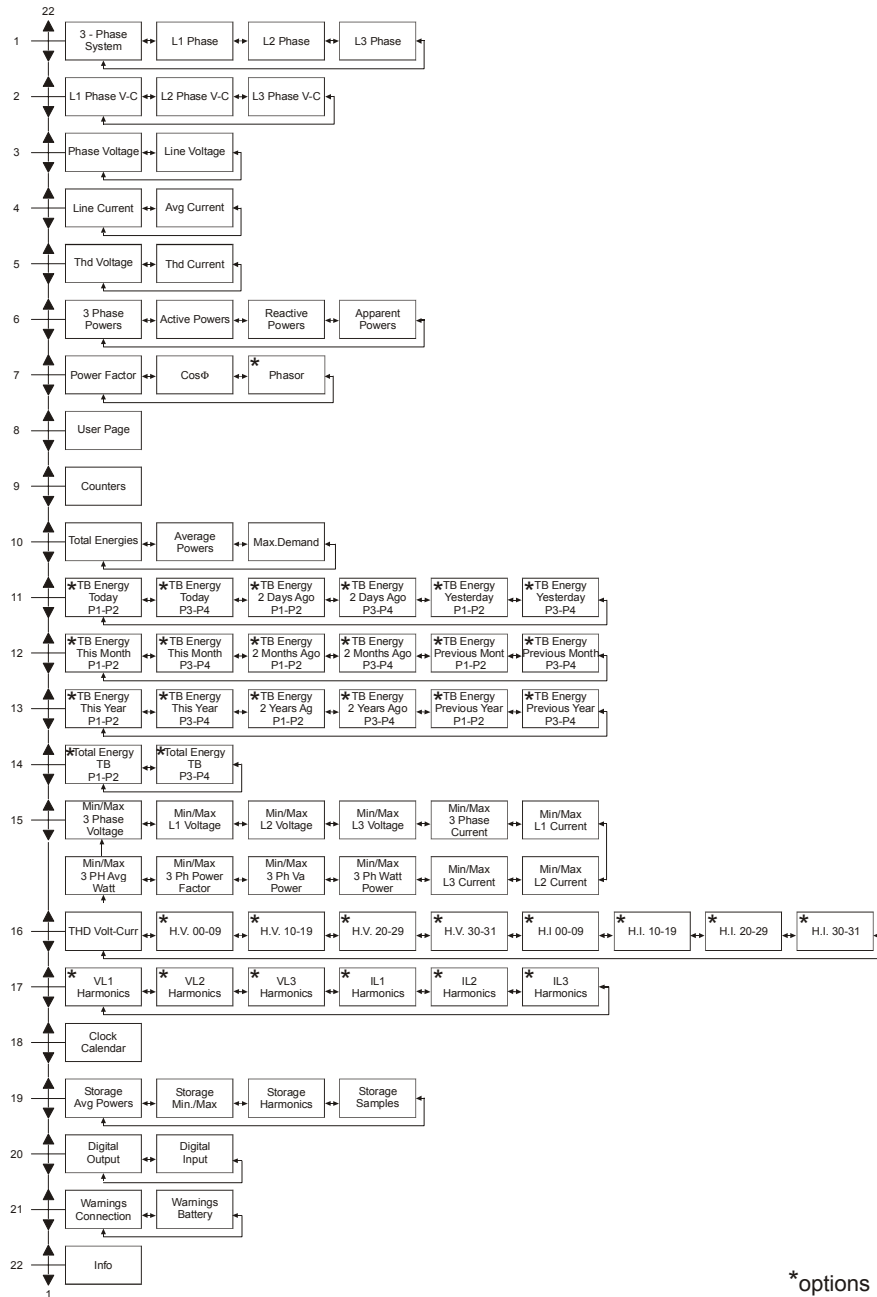 22
1
3 - Phase
System
L1 Phase
L2 Phase
L3 Phase
2
L1 Phase V-C
L2 Phase V-C
L3 Phase V-C
3
Phase Voltage
Line Voltage
4
Line Current
Avg Current
5
Thd Voltage
Thd Current
6
3 Phase
Powers
Active Powers
Reactive
Powers
Apparent
Powers
7
Power Factor
CosΦ
*
Phasor
8
User Page
9
Counters
10
Total Energies
Average
Powers
Max.Demand
11
*TB Energy
Today
P1-P2
*TB Energy
Today
P3-P4
*TB Energy
2 Days Ago
P1-P2
*TB Energy
2 Days Ago
P3-P4
*TB Energy
Yesterday
P1-P2
*TB Energy
Yesterday
P3-P4
12
*TB Energy
This Month
P1-P2
*TB Energy
This Month
P3-P4
*TB Energy
2 Months Ago
P1-P2
*TB Energy
2 Months Ago
P3-P4
*TB Energy
Previous Mont
P1-P2
*TB Energy
Previous Month
P3-P4
13
*TB Energy
This Year
P1-P2
*TB Energy
This Year
P3-P4
*TB Energy
2 Years Ag
P1-P2
*TB Energy
2 Years Ago
P3-P4
*TB Energy
Previous Year
P1-P2
*TB Energy
Previous Year
P3-P4
14
*Total Energy
TB
P1-P2
*Total Energy
TB
P3-P4
15
Min/Max
3 Phase
Voltage
Min/Max
L1 Voltage
Min/Max
L2 Voltage
Min/Max
L3 Voltage
Min/Max
3 Phase
Current
Min/Max
L1 Current
Min/Max
3 PH Avg
Watt
Min/Max
3 Ph Power
Factor
Min/Max
3 Ph Va
Power
Min/Max
3 Ph Watt
Power
Min/Max
L3 Current
Min/Max
L2 Current
16
THD Volt-Curr
*
H.V. 00-09
*
H.V. 10-19
*
H.V. 20-29
*
H.V. 30-31
*
H.I 00-09
*
H.I. 10-19
*
H.I. 20-29
*
H.I. 30-31
17
*
VL1
Harmonics
*
VL2
Harmonics
*
VL3
Harmonics
*
IL1
Harmonics
*
IL2
Harmonics
*
IL3
Harmonics
18
Clock
Calendar
19
Storage
Avg Powers
Storage
Min./Max
Storage
Harmonics
Storage
Samples
20
Digital
Output
Digital
Input
21
Warnings
Connection
Warnings
Battery
22
Info
1
*options